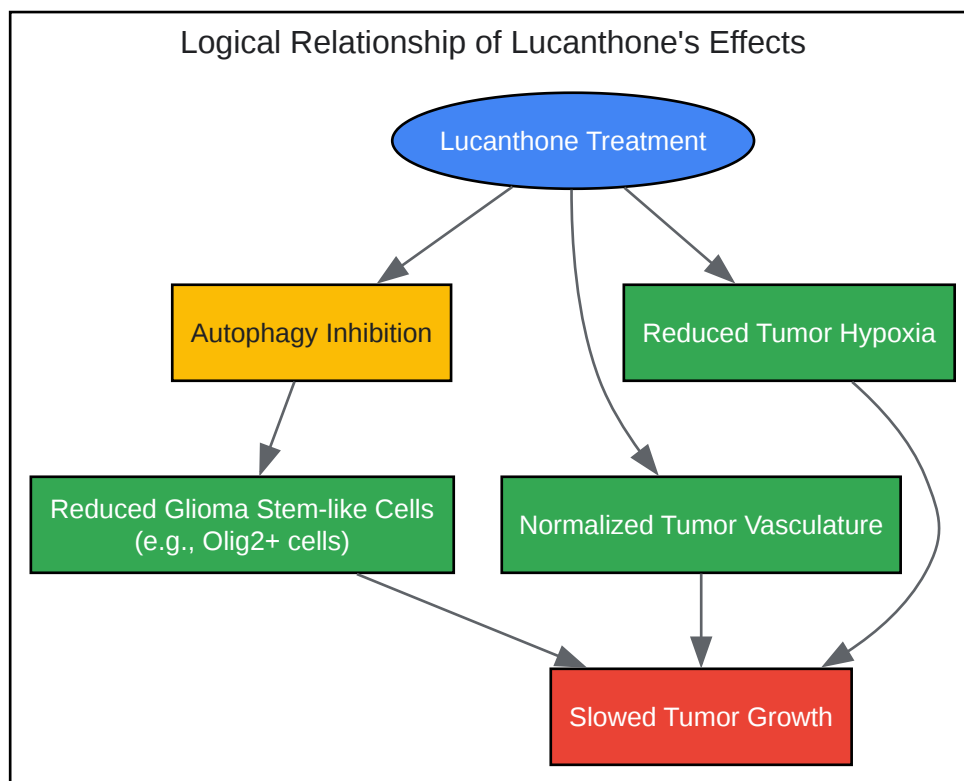 Logical Relationship of Lucanthone's Effects
Lucanthone Treatment
Autophagy Inhibition
Reduced Tumor Hypoxia
Reduced Glioma Stem-like Cells
(e.g., Olig2+ cells)
Normalized Tumor Vasculature
Slowed Tumor Growth